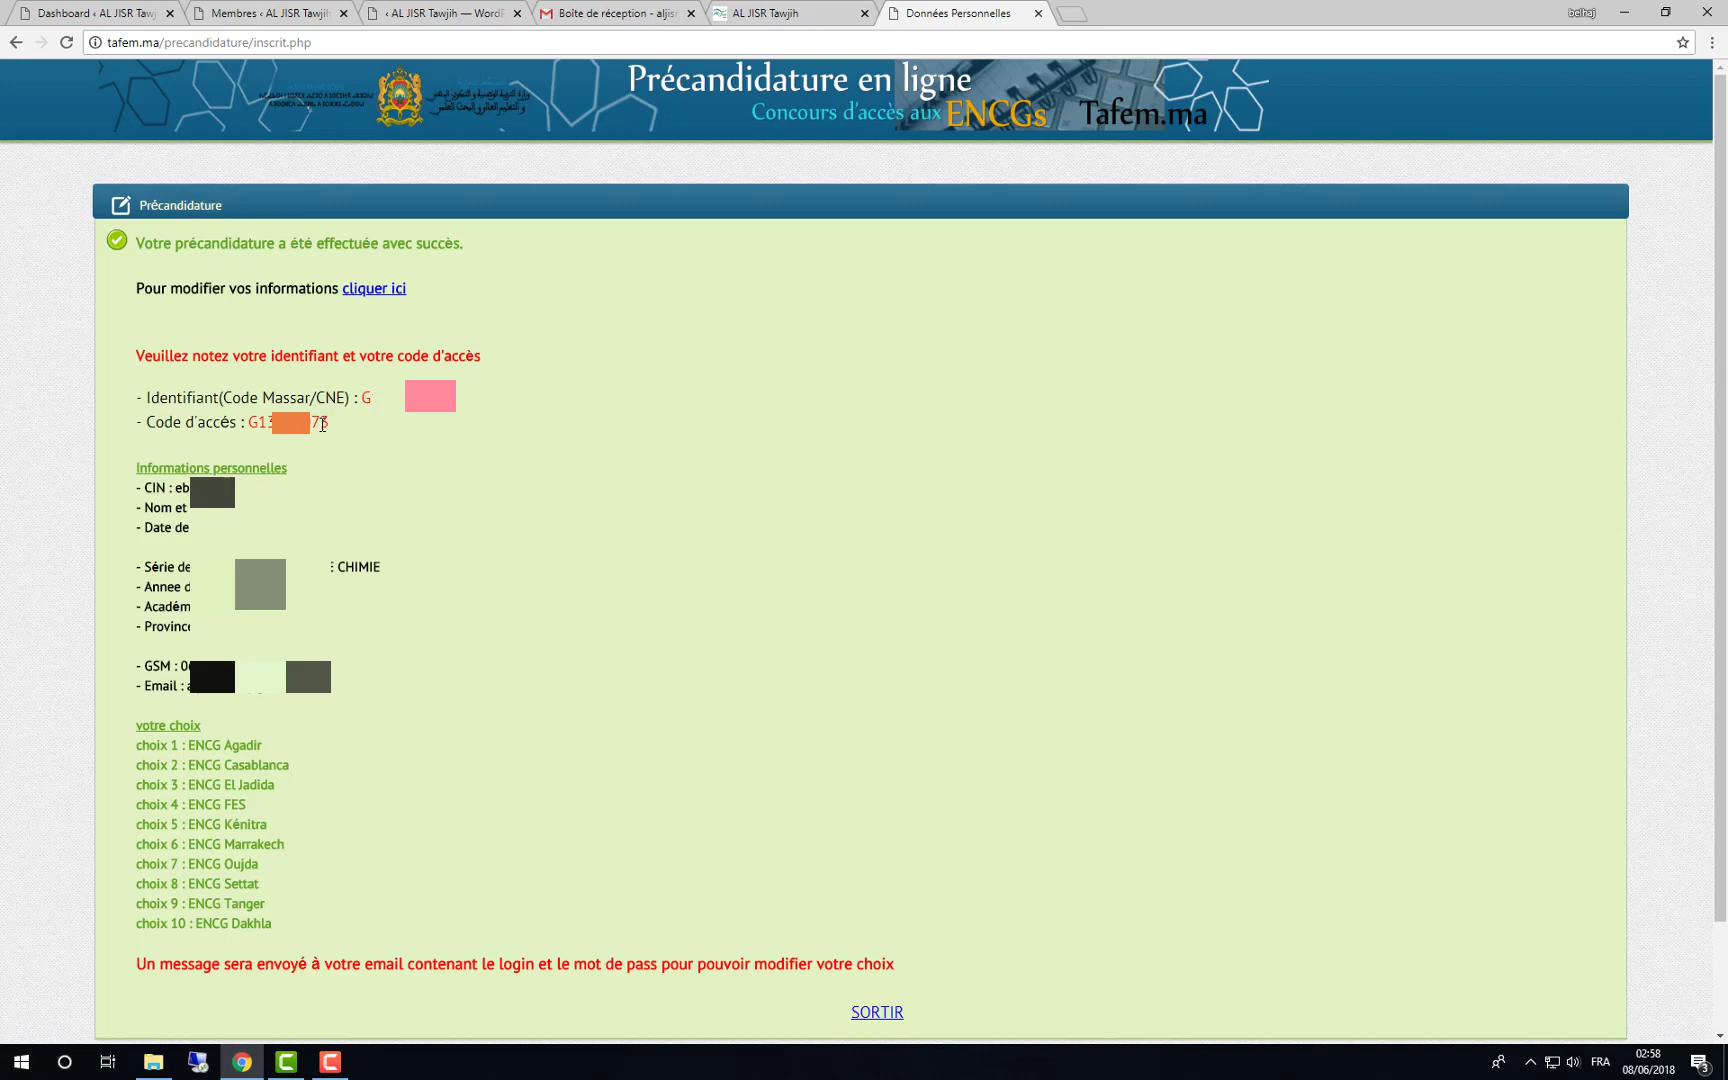 Dashboard ‹ AL JISR Taw
Membres ‹ AL JISR Tawjih
‹ AL JISR Tawjih — WordP
Boîte de réception - aljis
AL JISR Tawjih
Données Personnelles
belhaj
tafem.ma/precandidature/inscrit.php
Précandidature en ligne
Concours d'accès aux ENCGs
Tafem.ma
Précandidature
Votre précandidature a été effectuée avec succès.
Pour modifier vos informations cliquer ici
Veuillez notez votre identifiant et votre code d'accès
- Identifiant(Code Massar/CNE) : G
- Code d'accés : G13
Informations personnelles
- CIN : eb
- Nom et
- Date de
- Série de : CHIMIE
- Annee d
- Académ
- Province
- GSM : 0
- Email : a
votre choix
choix 1 : ENCG Agadir
choix 2 : ENCG Casablanca
choix 3 : ENCG El Jadida
choix 4 : ENCG FES
choix 5 : ENCG Kénitra
choix 6 : ENCG Marrakech
choix 7 : ENCG Oujda
choix 8 : ENCG Settat
choix 9 : ENCG Tanger
choix 10 : ENCG Dakhla
Un message sera envoyé à votre email contenant le login et le mot de pass pour pouvoir modifier votre choix
SORTIR
FRA
02:58
08/06/2018
3